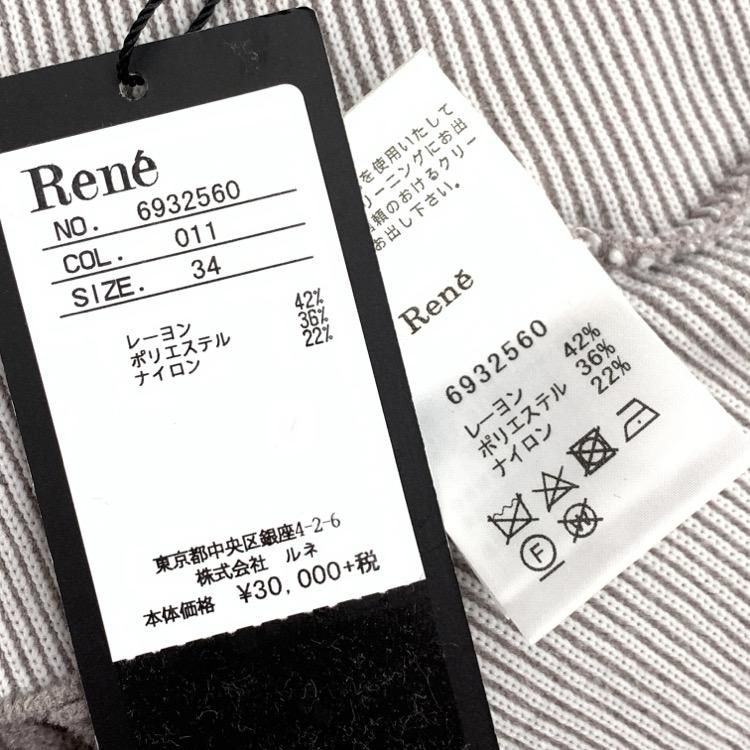 René
NO. 6932560
COL. 011
SIZE. 34
レーヨン 42%
ポリエステル 36%
ナイロン 22%
東京都中央区銀座4-2-6
株式会社 ルネ
本体価格 ¥30,000+税
を使用いたして
リーニングにお出
頼のおけるクリー
お出し下さい。
René
6932560
レーヨン 42%
ポリエステル 36%
ナイロン 22%
F
W